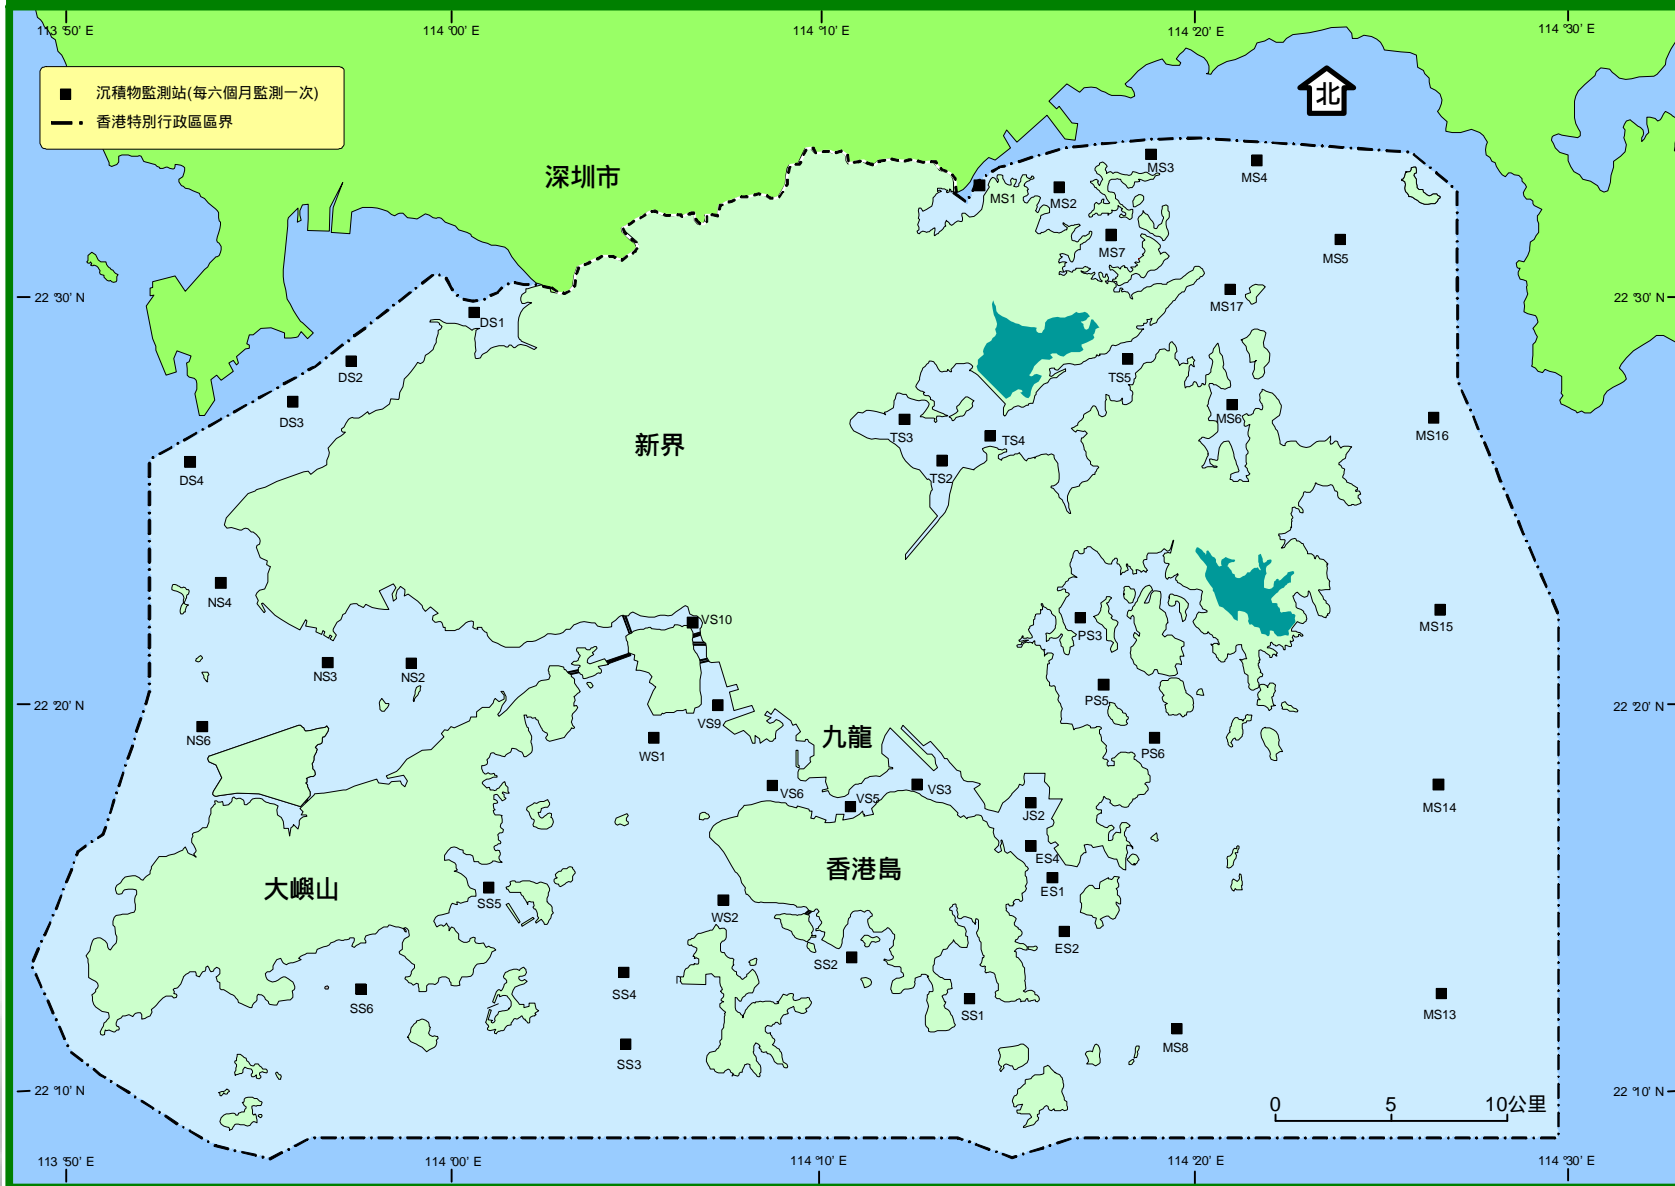 113 °50' E
114 °00' E
114 °10' E
114 °20' E
114 °30' E
沉積物監測站(每六個月監測一次)
香港特別行政區區界
北
深圳市
MS3
MS4
MS1
MS2
MS7
MS5
22 °30' N
22 °30' N
MS17
DS1
DS2
TS5
DS3
MS6
MS16
TS3
TS4
新界
TS2
DS4
NS4
VS10
PS3
MS15
NS3
NS2
PS5
22 °20' N
22 °20' N
VS9
NS6
WS1
九龍
PS6
VS6
VS5
VS3
MS14
JS2
ES4
香港島
大嶼山
SS5
ES1
WS2
ES2
SS2
SS4
SS6
SS1
MS13
MS8
SS3
22 °10' N
22 °10' N
0 5 10公里
113 °50' E
114 °00' E
114 °10' E
114 °20' E
114 °30' E